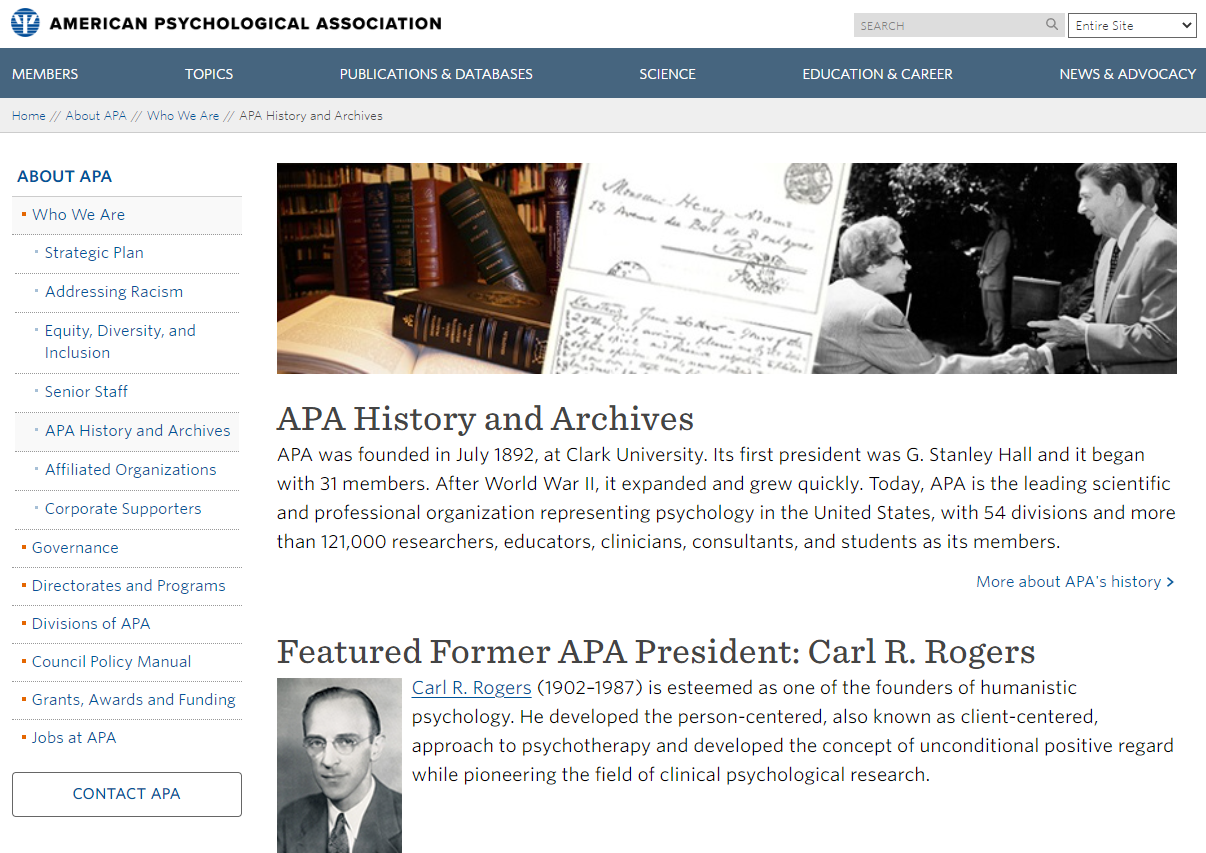 AMERICAN PSYCHOLOGICAL ASSOCIATION
SEARCH
Entire Site
MEMBERS
TOPICS
PUBLICATIONS & DATABASES
SCIENCE
EDUCATION & CAREER
NEWS & ADVOCACY
Home // About APA // Who We Are // APA History and Archives
ABOUT APA
Who We Are
Strategic Plan
Addressing Racism
Equity, Diversity, and
Inclusion
Senior Staff
APA History and Archives
Affiliated Organizations
Corporate Supporters
Governance
Directorates and Programs
Divisions of APA
Council Policy Manual
Grants, Awards and Funding
Jobs at APA
CONTACT APA
Monsieur Henry Adams
23 Avenue du Bois de Boulogne
Paris
APA History and Archives
APA was founded in July 1892, at Clark University. Its first president was G. Stanley Hall and it began
with 31 members. After World War II, it expanded and grew quickly. Today, APA is the leading scientific
and professional organization representing psychology in the United States, with 54 divisions and more
than 121,000 researchers, educators, clinicians, consultants, and students as its members.
More about APA's history >
Featured Former APA President: Carl R. Rogers
Carl R. Rogers (1902–1987) is esteemed as one of the founders of humanistic
psychology. He developed the person-centered, also known as client-centered,
approach to psychotherapy and developed the concept of unconditional positive regard
while pioneering the field of clinical psychological research.